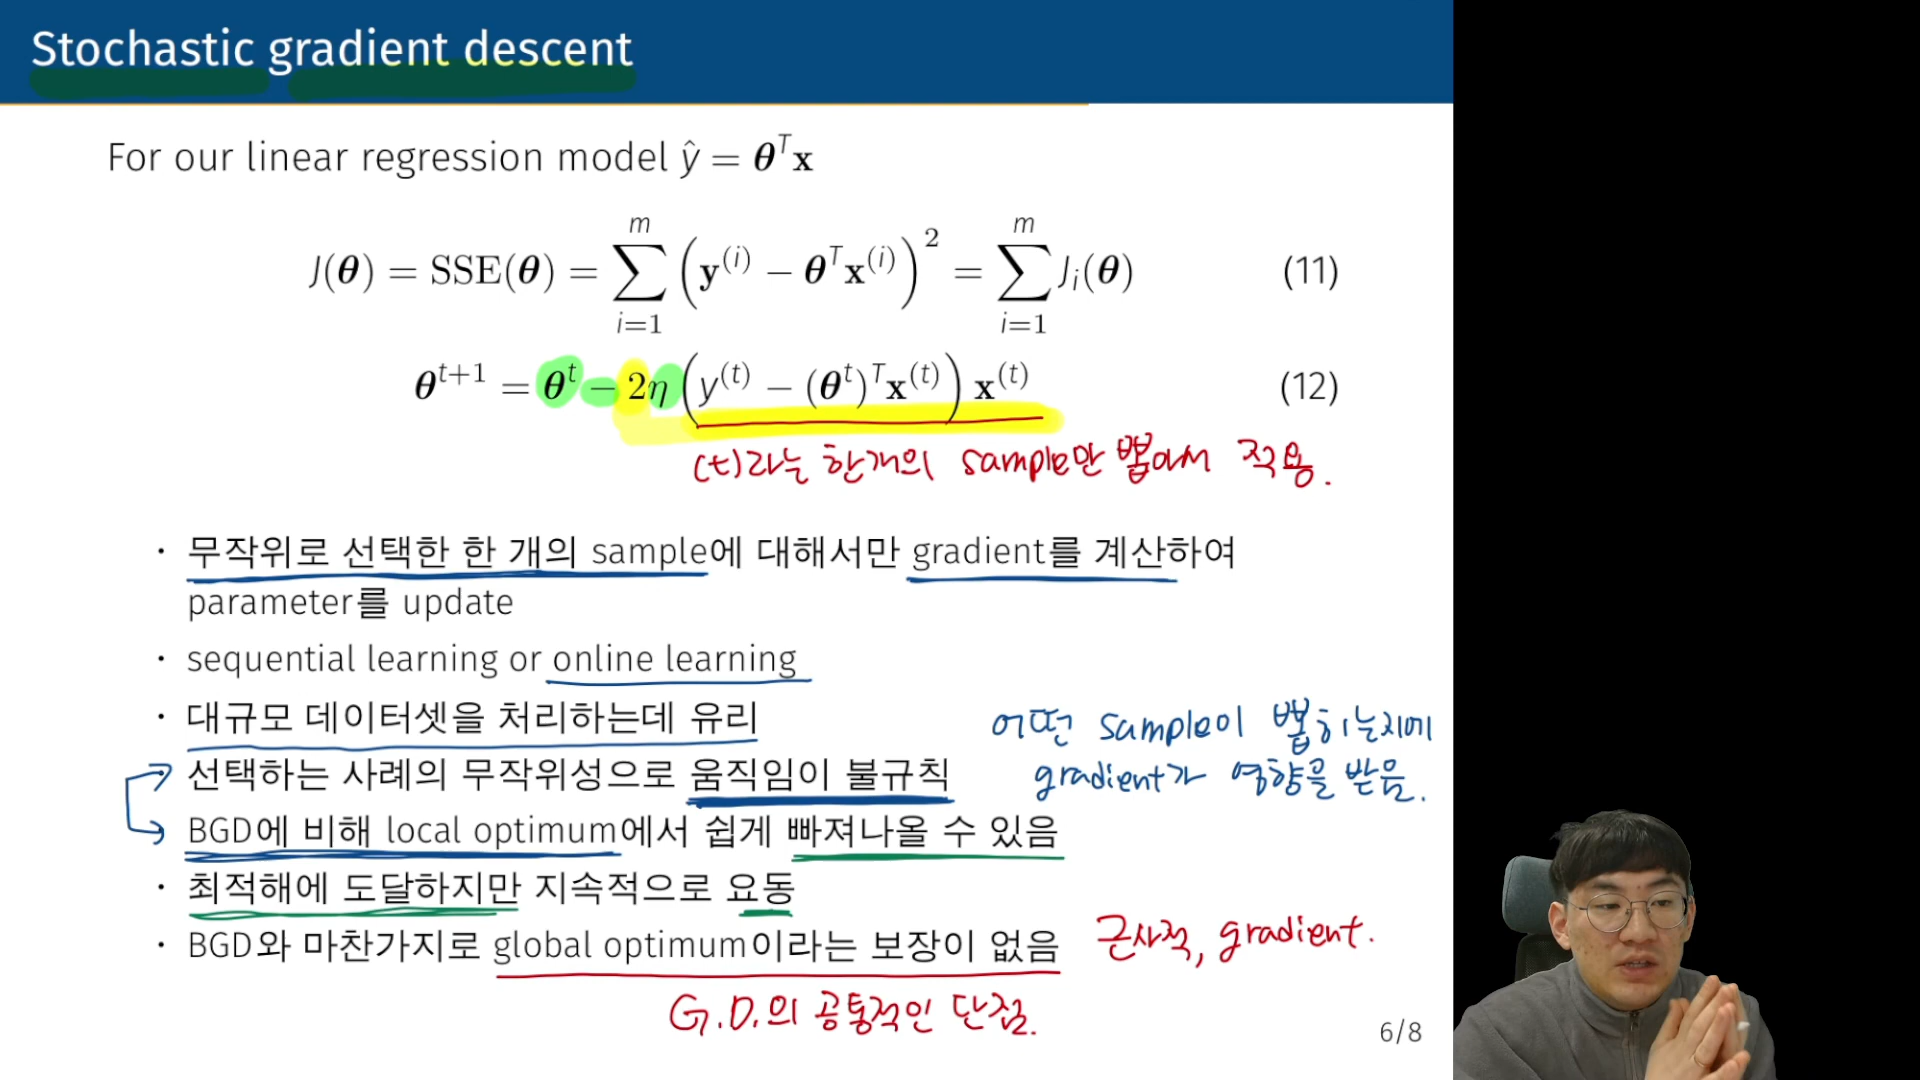 Stochastic gradient descent
For our linear regression model ŷ = θᵀx
J(θ) = SSE(θ) = ∑_{i=1}^{m} (y⁽ⁱ⁾ − θᵀx⁽ⁱ⁾)² = ∑_{i=1}^{m} Jᵢ(θ) (11)
θᵗ⁺¹ = θᵗ − 2η (y⁽ᵗ⁾ − (θᵗ)ᵀx⁽ᵗ⁾) x⁽ᵗ⁾ (12)
(t)라는 한개의 sample만 뽑아서 적용.
· 무작위로 선택한 한 개의 sample에 대해서만 gradient를 계산하여
parameter를 update
· sequential learning or online learning
· 대규모 데이터셋을 처리하는데 유리
어떤 sample이 뽑히는지에
선택하는 사례의 무작위성으로 움직임이 불규칙
gradient가 영향을 받음.
BGD에 비해 local optimum에서 쉽게 빠져나올 수 있음
· 최적해에 도달하지만 지속적으로 요동
· BGD와 마찬가지로 global optimum이라는 보장이 없음
근사적, gradient.
G.D.의 공통적인 단점.
6/8